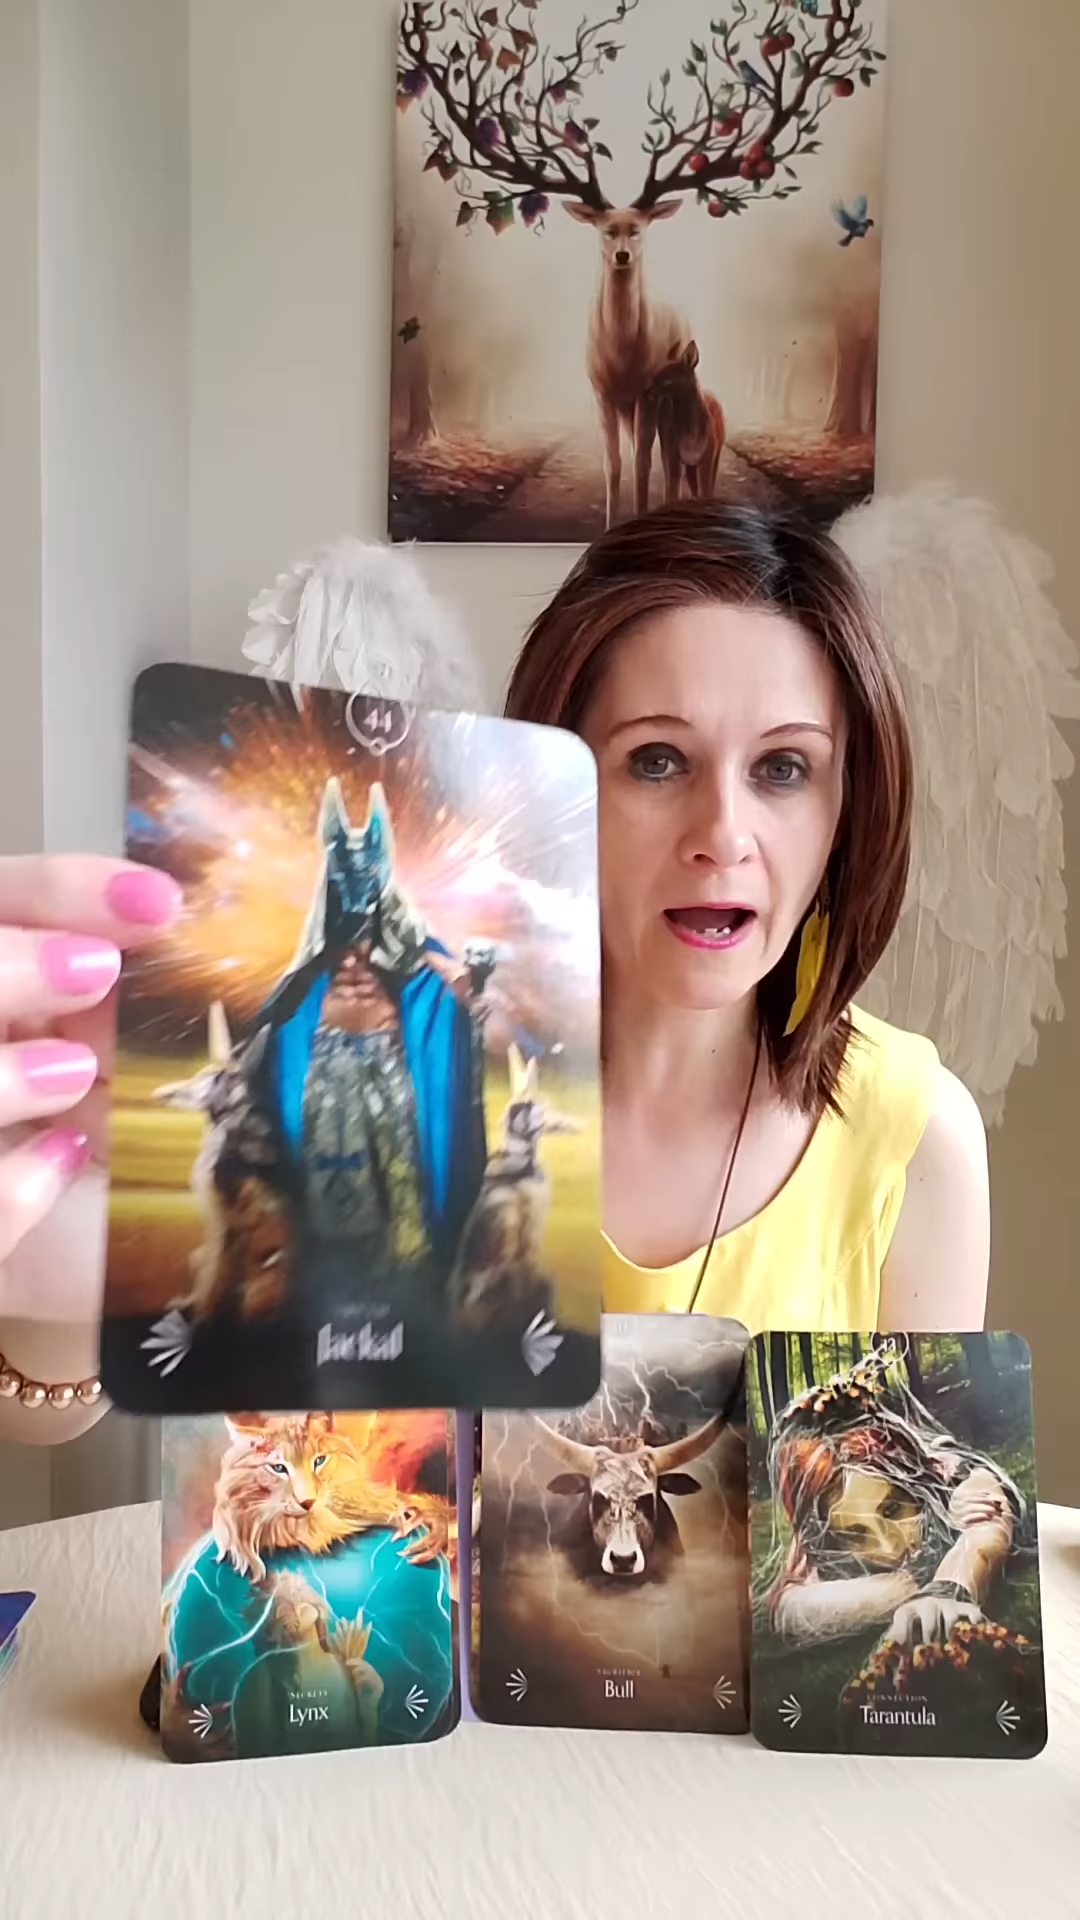 44
Jackal
SECRETS
Lynx
SACRIFICE
Bull
CONNECTION
Tarantula